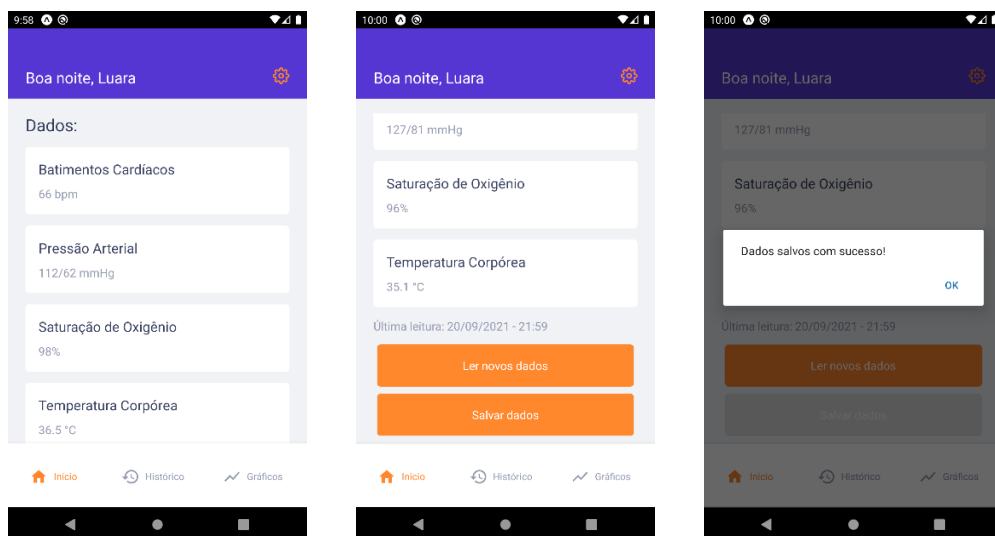 9:58
Boa noite, Luara
Dados:
Batimentos Cardíacos
66 bpm
Pressão Arterial
112/62 mmHg
Saturação de Oxigênio
98%
Temperatura Corpórea
36.5 °C
Início
Histórico
Gráficos
10:00
Boa noite, Luara
127/81 mmHg
Saturação de Oxigênio
96%
Temperatura Corpórea
35.1 °C
Última leitura: 20/09/2021 - 21:59
Ler novos dados
Salvar dados
Início
Histórico
Gráficos
10:00
Boa noite, Luara
127/81 mmHg
Saturação de Oxigênio
96%
Dados salvos com sucesso!
OK
Última leitura: 20/09/2021 - 21:59
Ler novos dados
Salvar dados
Início
Histórico
Gráficos